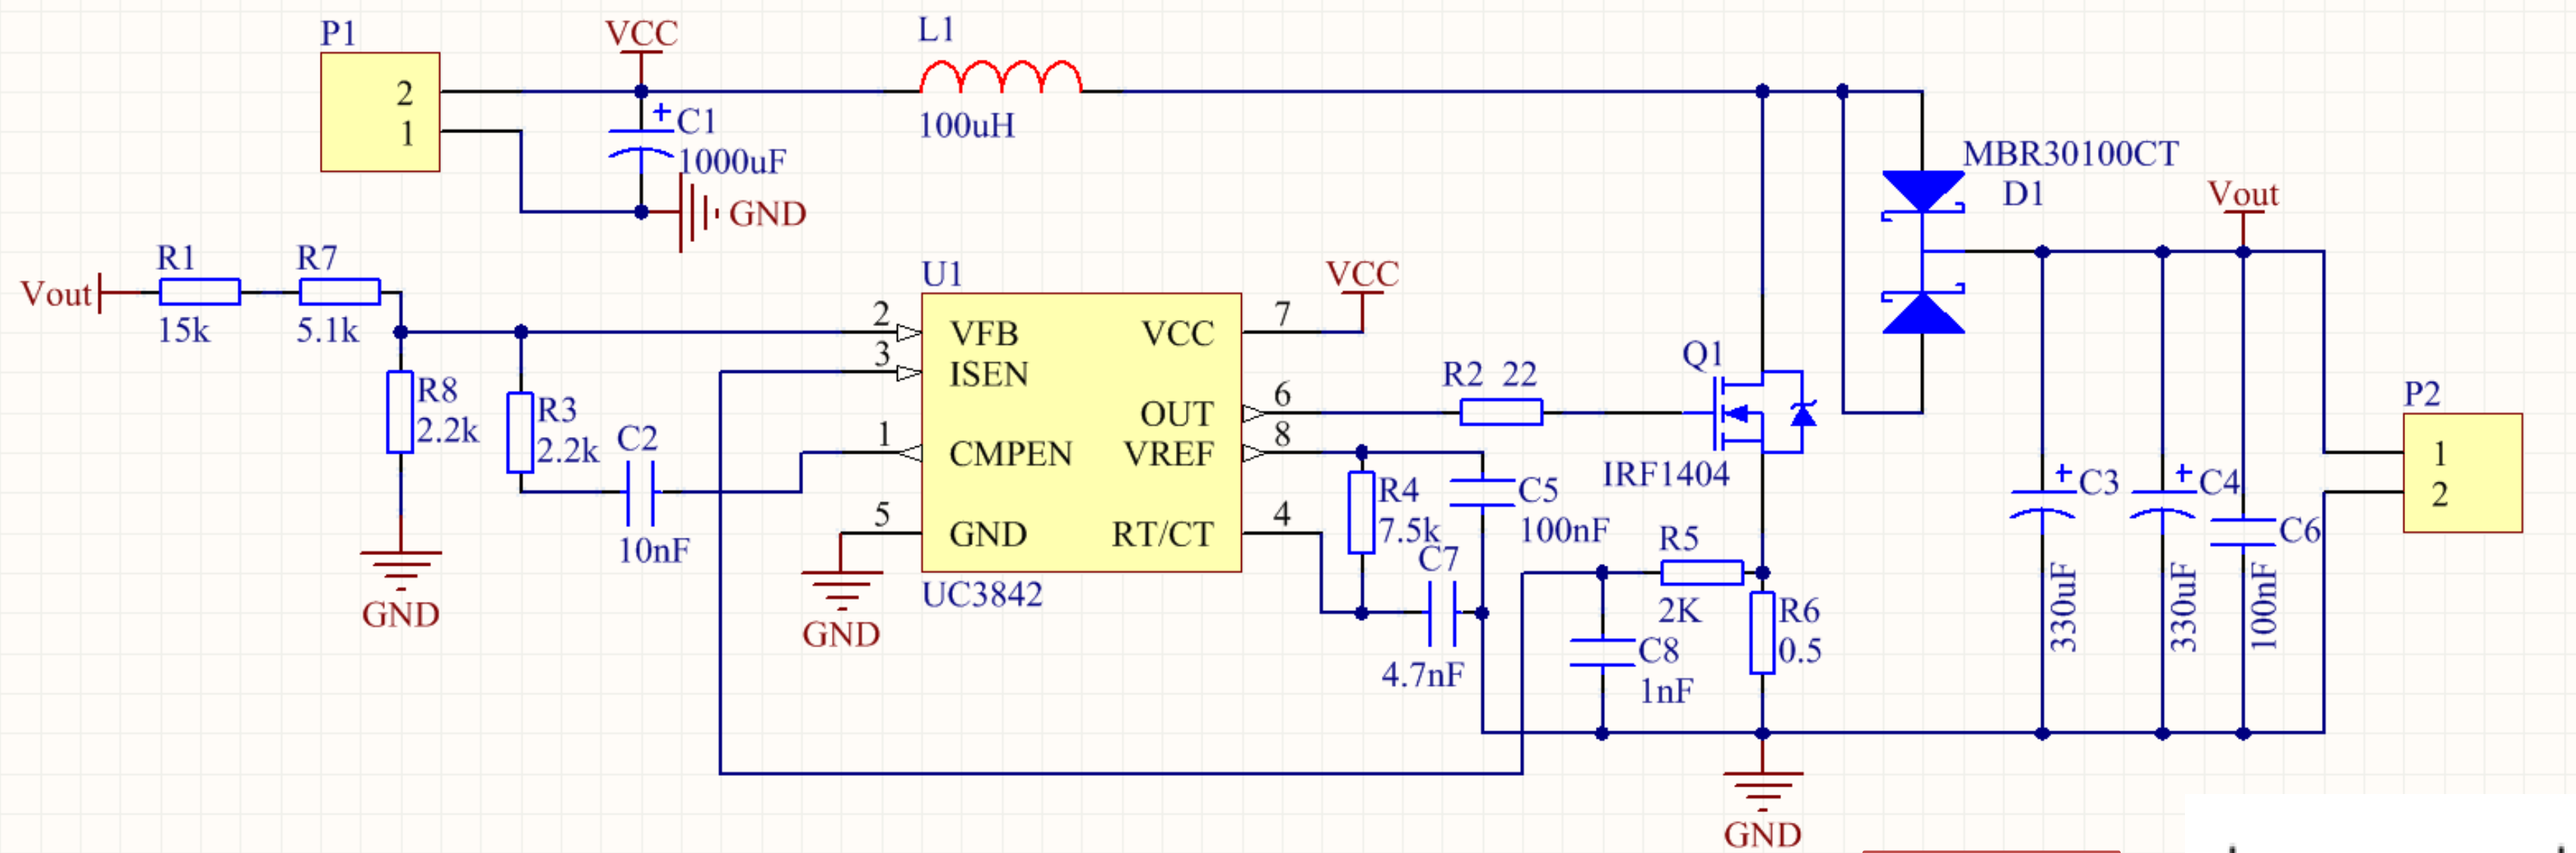 P1
2
1
VCC
C1
1000uF
GND
L1
100uH
MBR30100CT
D1
Vout
Vout
R1
15k
R7
5.1k
R8
2.2k
GND
R3
2.2k
C2
10nF
U1
2
VFB
3
ISEN
1
CMPEN
5
GND
VCC
7
OUT
6
VREF
8
RT/CT
4
UC3842
GND
VCC
R2 22
Q1
IRF1404
R4
7.5k
C5
100nF
C7
4.7nF
R5
2K
C8
1nF
R6
0.5
GND
C3
330uF
C4
330uF
C6
100nF
P2
1
2